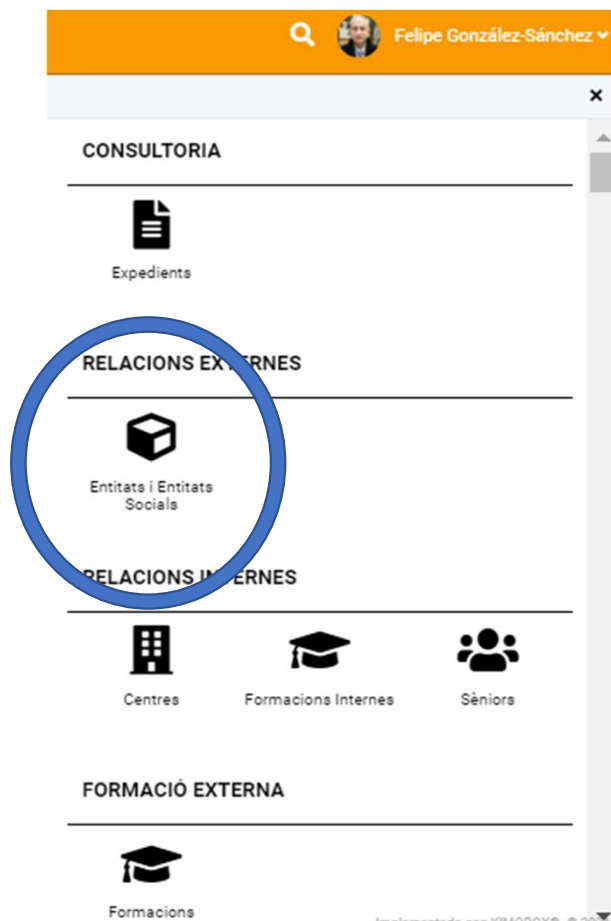 Felipe González-Sánchez
CONSULTORIA
Expedients
RELACIONS EXTERNES
Entitats i Entitats
Socials
RELACIONS INTERNES
Centres Formacions Internes Sèniors
FORMACIÓ EXTERNA
Formacions